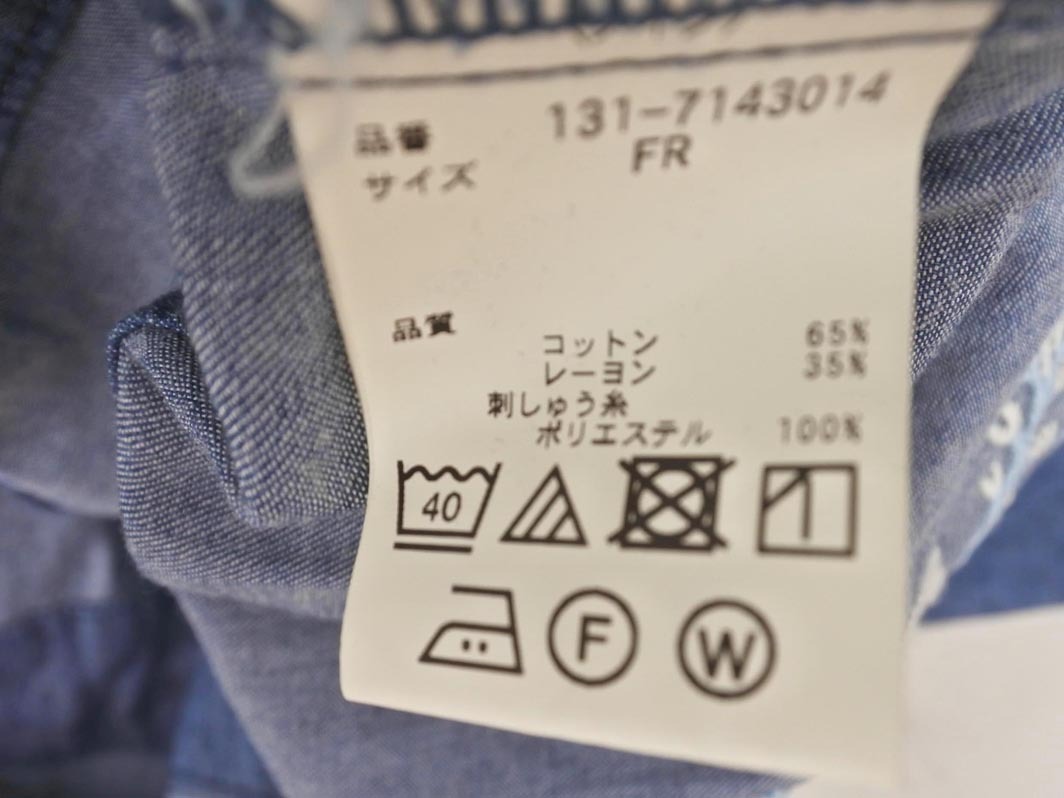 品番 131-7143014
サイズ FR
品質
コットン 65%
レーヨン 35%
刺しゅう糸
ポリエステル 100%
40
F W